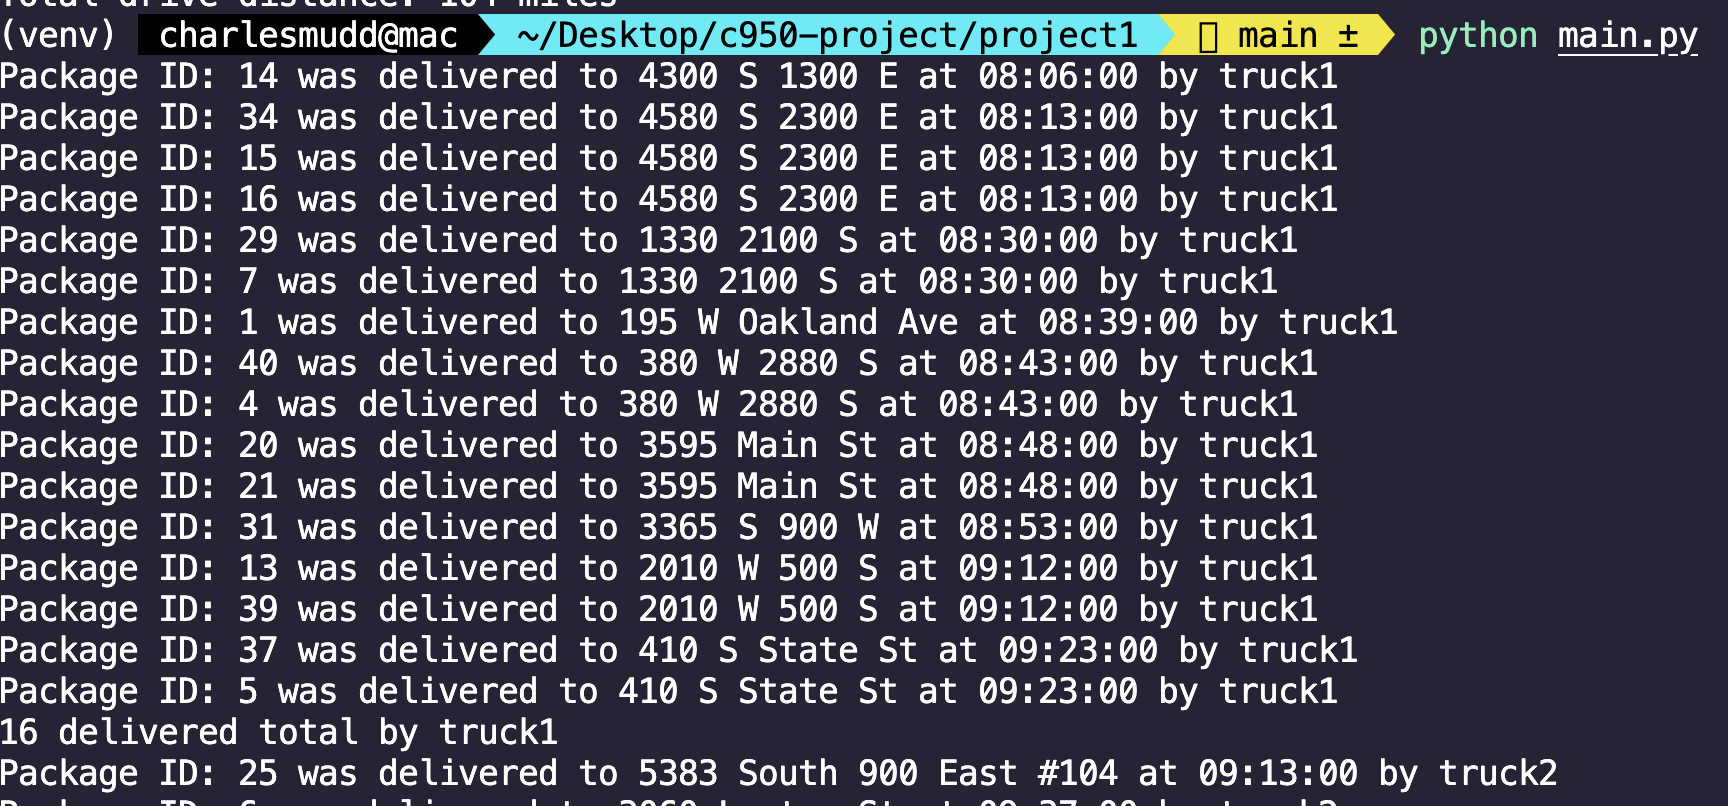 Total drive distance: 104 miles
(venv) charlesmudd@mac ~/Desktop/c950-project/project1 main ± python main.py
Package ID: 14 was delivered to 4300 S 1300 E at 08:06:00 by truck1
Package ID: 34 was delivered to 4580 S 2300 E at 08:13:00 by truck1
Package ID: 15 was delivered to 4580 S 2300 E at 08:13:00 by truck1
Package ID: 16 was delivered to 4580 S 2300 E at 08:13:00 by truck1
Package ID: 29 was delivered to 1330 2100 S at 08:30:00 by truck1
Package ID: 7 was delivered to 1330 2100 S at 08:30:00 by truck1
Package ID: 1 was delivered to 195 W Oakland Ave at 08:39:00 by truck1
Package ID: 40 was delivered to 380 W 2880 S at 08:43:00 by truck1
Package ID: 4 was delivered to 380 W 2880 S at 08:43:00 by truck1
Package ID: 20 was delivered to 3595 Main St at 08:48:00 by truck1
Package ID: 21 was delivered to 3595 Main St at 08:48:00 by truck1
Package ID: 31 was delivered to 3365 S 900 W at 08:53:00 by truck1
Package ID: 13 was delivered to 2010 W 500 S at 09:12:00 by truck1
Package ID: 39 was delivered to 2010 W 500 S at 09:12:00 by truck1
Package ID: 37 was delivered to 410 S State St at 09:23:00 by truck1
Package ID: 5 was delivered to 410 S State St at 09:23:00 by truck1
16 delivered total by truck1
Package ID: 25 was delivered to 5383 South 900 East #104 at 09:13:00 by truck2
Package ID: 6 was delivered to